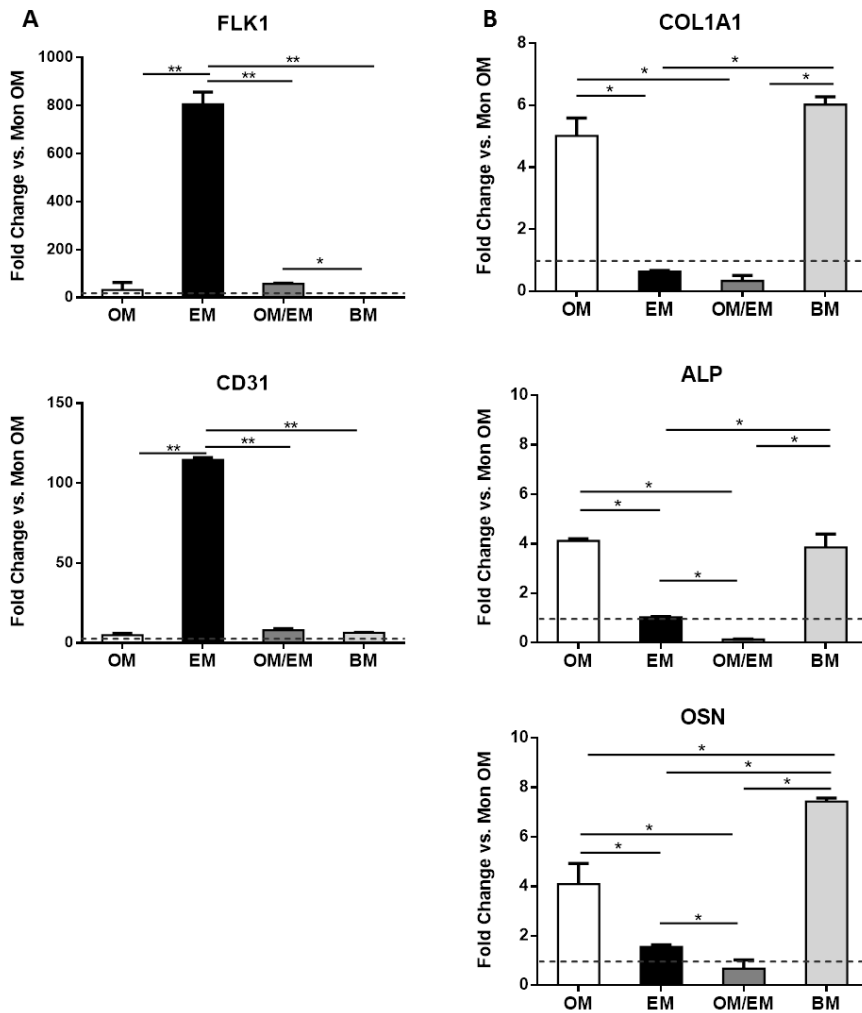 A
FLK1
Fold Change vs. Mon OM
1000
800
600
400
200
0
**
**
**
*
OM EM OM/EM BM
CD31
Fold Change vs. Mon OM
150
100
50
0
**
**
**
OM EM OM/EM BM
B
COL1A1
Fold Change vs. Mon OM
8
6
4
2
0
*
*
*
*
OM EM OM/EM BM
ALP
Fold Change vs. Mon OM
10
8
6
4
2
0
*
*
*
*
*
OM EM OM/EM BM
OSN
Fold Change vs. Mon OM
10
8
6
4
2
0
*
*
*
*
*
*
OM EM OM/EM BM